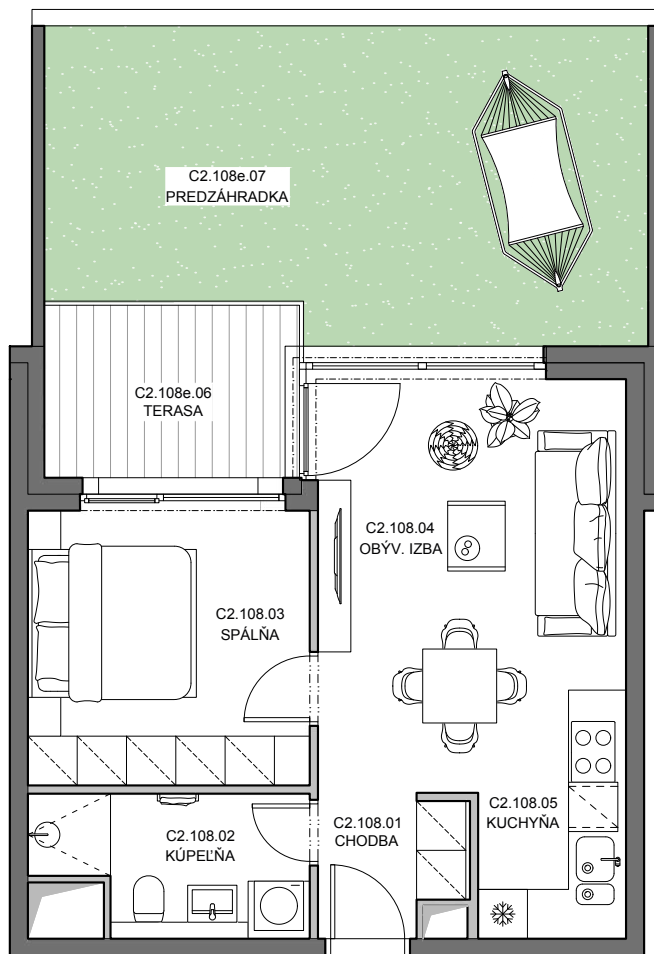 C2.108e.07
PREDZÁHRADKA
C2.108e.06
TERASA
C2.108.04
OBÝV. IZBA
C2.108.03
SPÁLŇA
C2.108.05
KUCHYŇA
C2.108.01
CHODBA
C2.108.02
KÚPEĽŇA